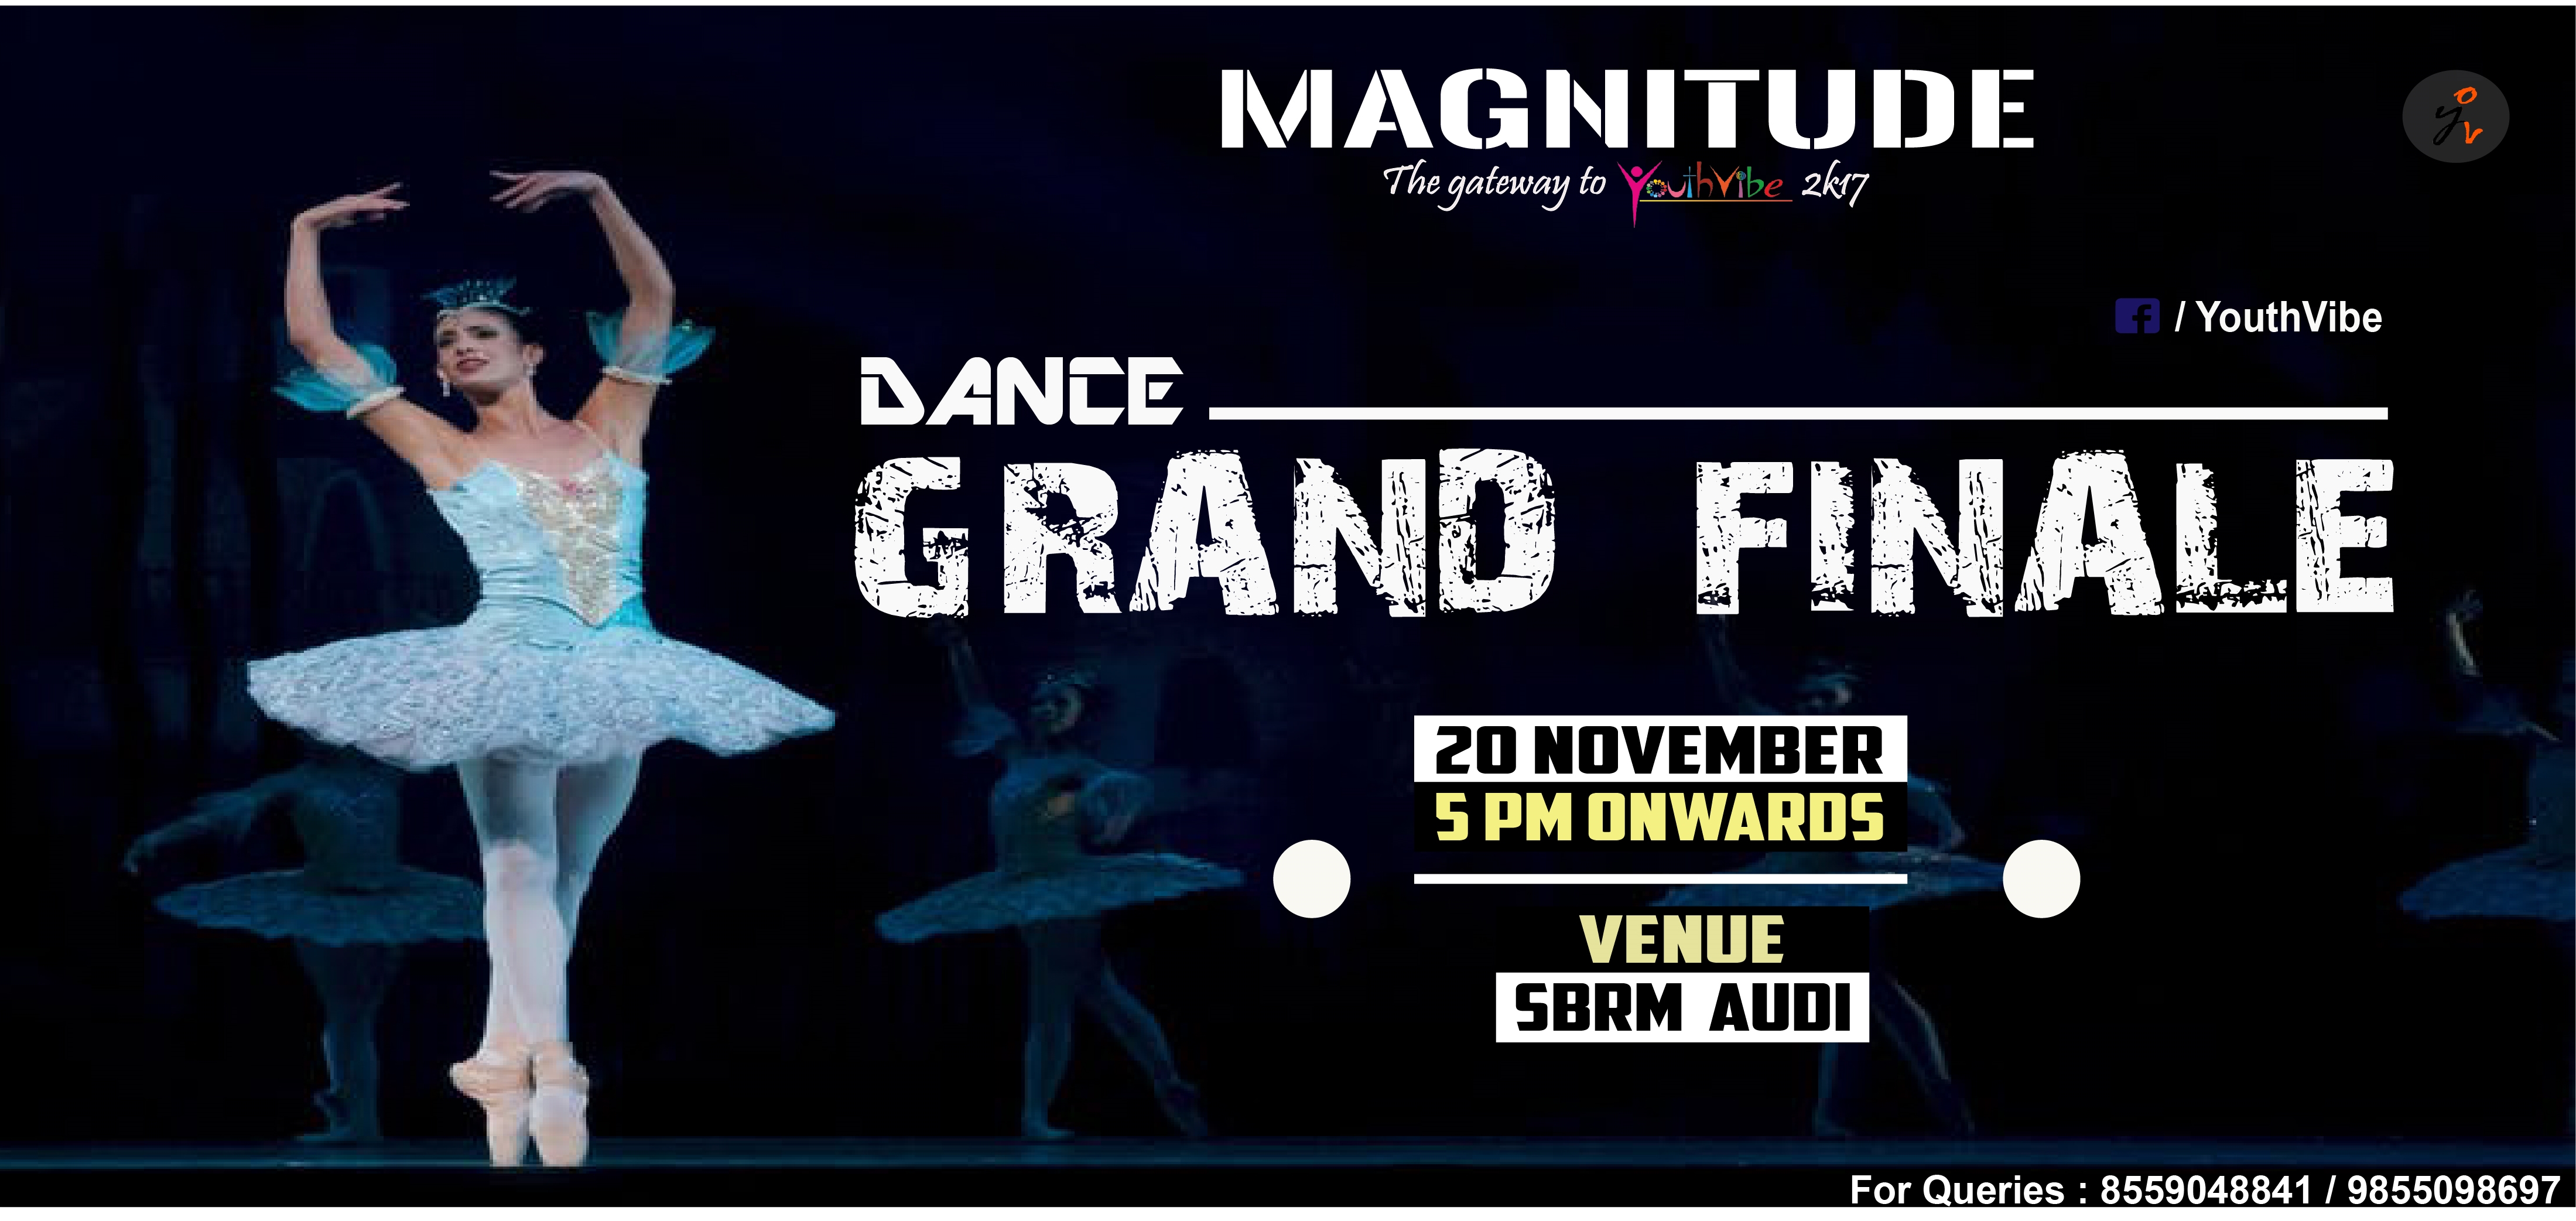 MAGNITUDE
The gateway to YouthVibe 2k17
yov
f / YouthVibe
DANCE
GRAND FINALE
20 NOVEMBER
5 PM ONWARDS
VENUE
SBRM AUDI
For Queries : 8559048841 / 9855098697